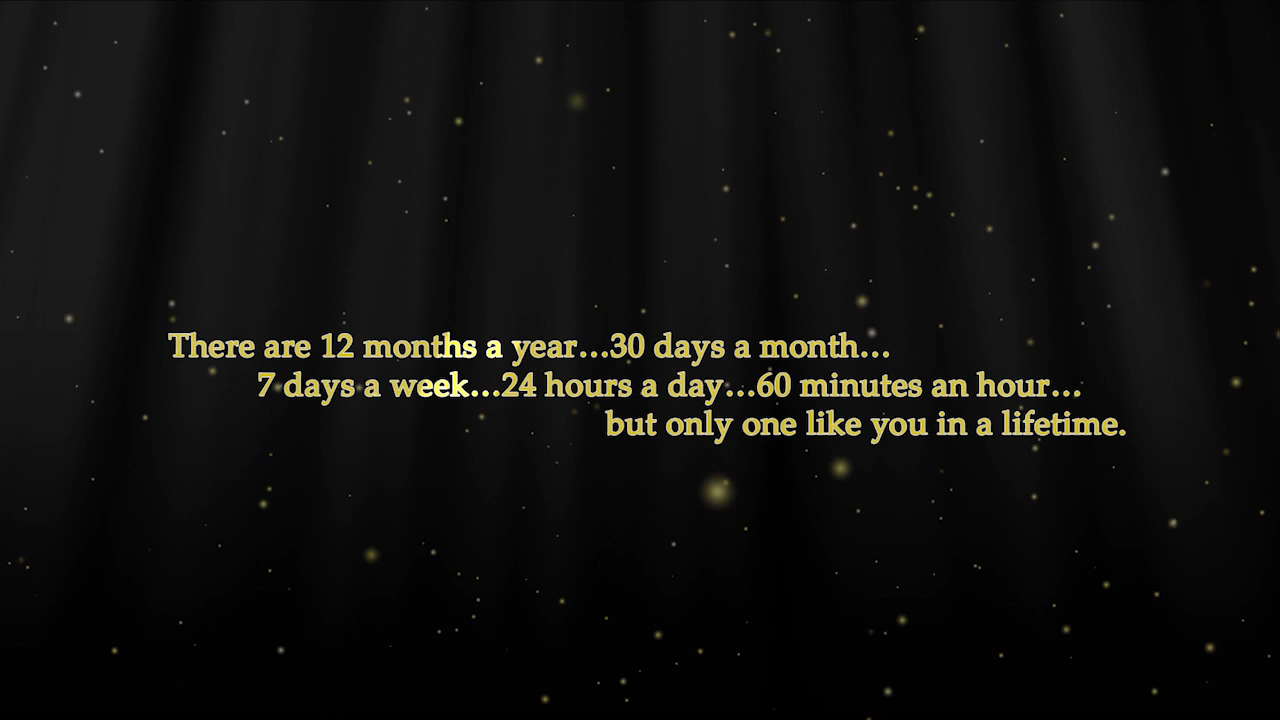 There are 12 months a year...30 days a month...
7 days a week...24 hours a day...60 minutes an hour...
but only one like you in a lifetime.